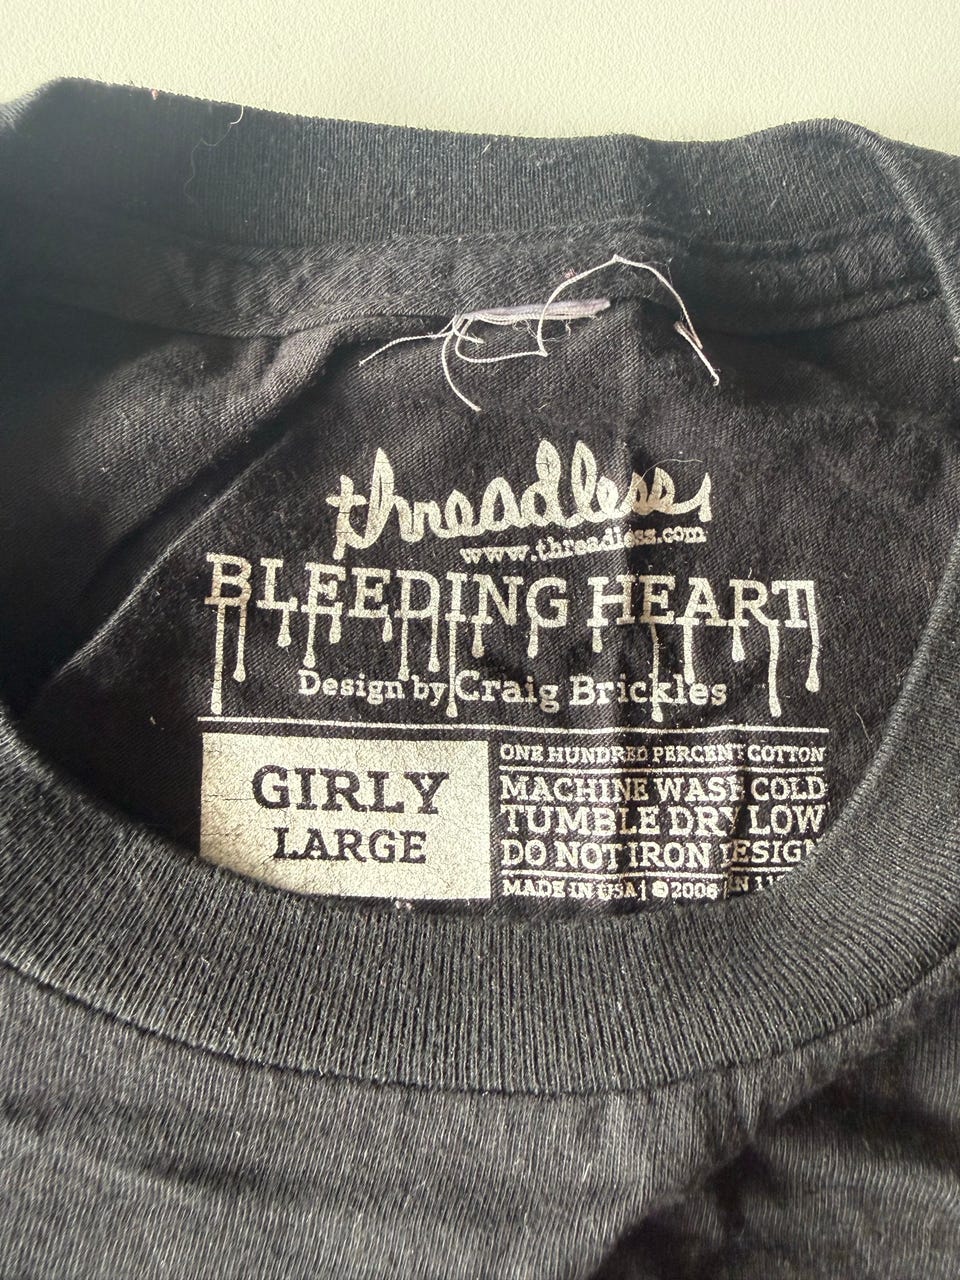 threadless
www.threadless.com
BLEEDING HEART
Design by Craig Brickles
GIRLY
LARGE
ONE HUNDRED PERCENT COTTON
MACHINE WASH COLD
TUMBLE DRY LOW
DO NOT IRON DESIGN
MADE IN USA | © 2006